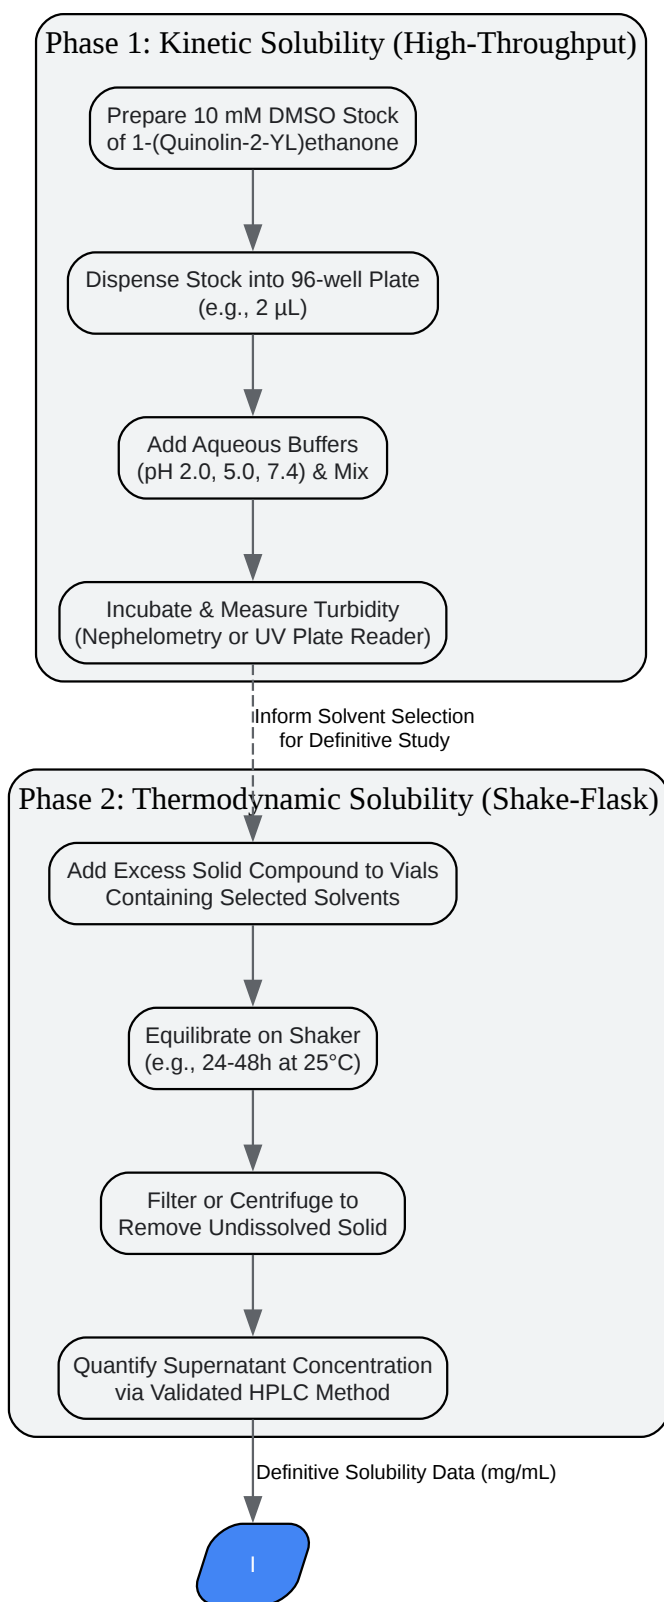 Phase 1: Kinetic Solubility (High-Throughput)
Prepare 10 mM DMSO Stock
of 1-(Quinolin-2-YL)ethanone
Dispense Stock into 96-well Plate
(e.g., 2 µL)
Add Aqueous Buffers
(pH 2.0, 5.0, 7.4) & Mix
Incubate & Measure Turbidity
(Nephelometry or UV Plate Reader)
Inform Solvent Selection
for Definitive Study
Phase 2: Thermodynamic Solubility (Shake-Flask)
Add Excess Solid Compound to Vials
Containing Selected Solvents
Equilibrate on Shaker
(e.g., 24-48h at 25°C)
Filter or Centrifuge to
Remove Undissolved Solid
Quantify Supernatant Concentration
via Validated HPLC Method
Definitive Solubility Data (mg/mL)
I